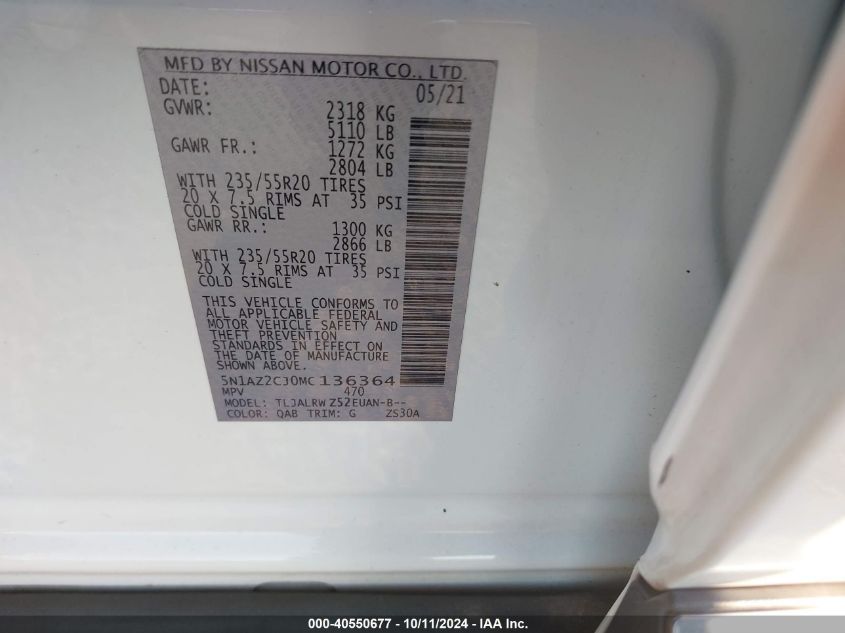 MFD BY NISSAN MOTOR CO., LTD.
DATE: 05/21
GVWR: 2318 KG
5110 LB
GAWR FR.: 1272 KG
2804 LB
WITH 235/55R20 TIRES
20 X 7.5 RIMS AT 35 PSI
COLD SINGLE
GAWR RR.: 1300 KG
2866 LB
WITH 235/55R20 TIRES
20 X 7.5 RIMS AT 35 PSI
COLD SINGLE
THIS VEHICLE CONFORMS TO
ALL APPLICABLE FEDERAL
MOTOR VEHICLE SAFETY AND
THEFT PREVENTION
STANDARDS IN EFFECT ON
THE DATE OF MANUFACTURE
SHOWN ABOVE.
5N1AZ2CJ0MC136364
MPV 470
MODEL: TLJALRWZ52EUAN-B--
COLOR: QAB TRIM: G ZS30A
000-40550677 - 10/11/2024 - IAA Inc.